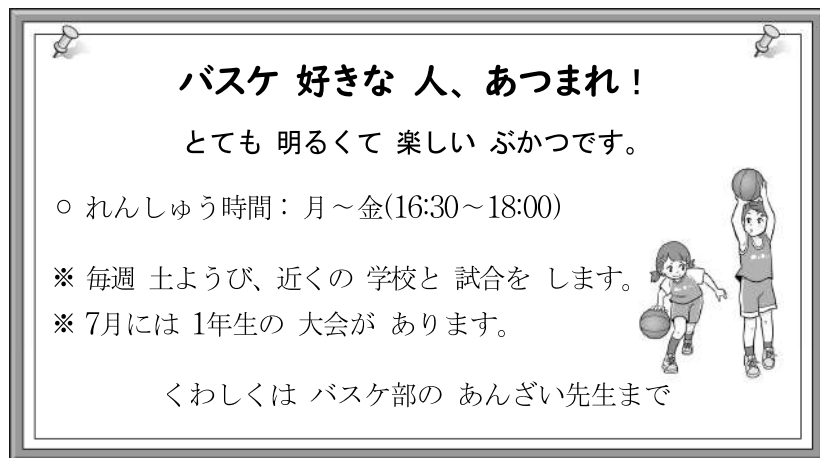 バスケ 好きな 人、あつまれ!
とても 明るくて 楽しい ぶかつです。
○ れんしゅう時間: 月~金(16:30~18:00)
※ 毎週 土ようび、近くの 学校と 試合を します。
※ 7月には 1年生の 大会が あります。
くわしくは バスケ部の あんざい先生まで